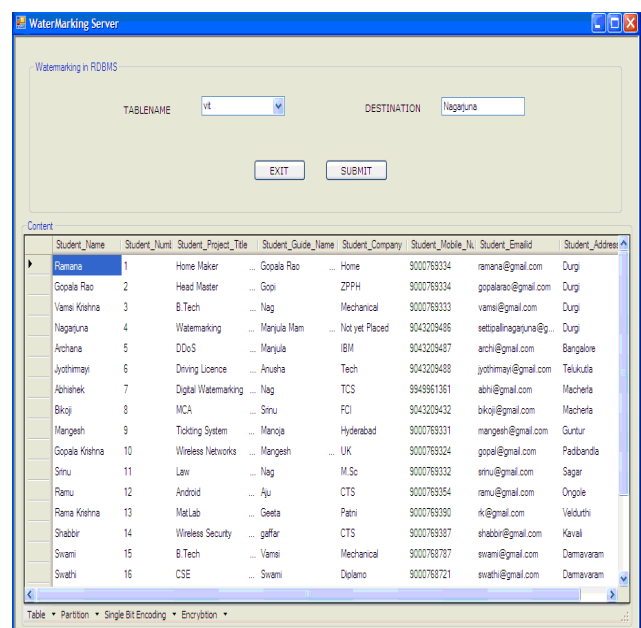 WaterMarking Server
Watermarking in RDBMS
TABLENAME vit DESTINATION Nagarjuna
EXIT SUBMIT
Content
Student_Name Student_Numb Student_Project_Title Student_Guide_Name Student_Company Student_Mobile_Nu Student_Emailid Student_Address
Ramana 1 Home Maker ... Gopala Rao ... Home 9000769334 ramana@gmail.com Durgi
Gopala Rao 2 Head Master ... Gopi ZPPH 9000769334 gopalarao@gmail.com Durgi
Vamsi Krishna 3 B.Tech ... Nag Mechanical 9000769333 vamsi@gmail.com Durgi
Nagarjuna 4 Watermarking ... Manjula Mam ... Not yet Placed 9043209486 settipallinagarjuna@g... Durgi
Archana 5 DDoS ... Manjula IBM 9043209487 archi@gmail.com Bangalore
Jyothirmayi 6 Driving Licence ... Anusha Tech 9043209488 jyothirmayi@gmail.com Telukutla
Abhishek 7 Digital Watermarking ... Nag TCS 9949961361 abhi@gmail.com Macherla
Bikoji 8 MCA ... Srinu FCI 9043209432 bikoji@gmail.com Macherla
Mangesh 9 Tickting System ... Manoja Hyderabad 9000769331 mangesh@gmail.com Guntur
Gopala Krishna 10 Wireless Networks ... Mangesh ... UK 9000769324 gopal@gmail.com Padibandla
Srinu 11 Law ... Nag M.Sc 9000769332 srinu@gmail.com Sagar
Ramu 12 Android ... Aju CTS 9000769354 ramu@gmail.com Ongole
Rama Krishna 13 MatLab ... Geeta Patni 9000769390 rk@gmail.com Veldurthi
Shabbir 14 Wireless Security ... gaffar CTS 9000769387 shabbir@gmail.com Kavali
Swami 15 B.Tech ... Vamsi Mechanical 9000768787 swami@gmail.com Darmavaram
Swathi 16 CSE ... Swami Diplamo 9000768721 swathi@gmail.com Darmavaram
Table Partition Single Bit Encoding Encrybtion